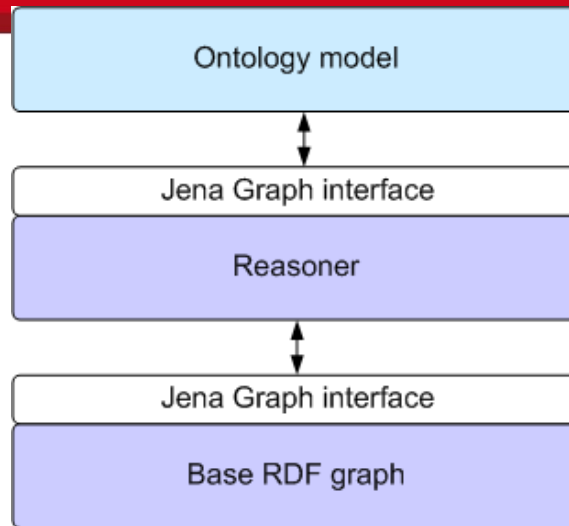 Ontology model
Jena Graph interface
Reasoner
Jena Graph interface
Base RDF graph